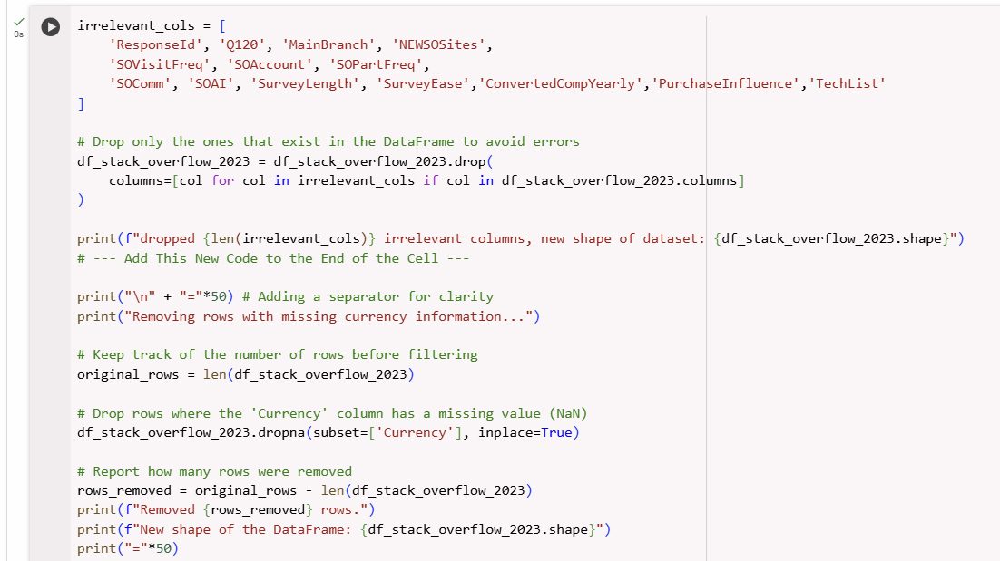 0s
irrelevant_cols = [
    'ResponseId', 'Q120', 'MainBranch', 'NEWSOSites',
    'SOVisitFreq', 'SOAccount', 'SOPartFreq',
    'SOComm', 'SOAI', 'SurveyLength', 'SurveyEase','ConvertedCompYearly','PurchaseInfluence','TechList'
]

# Drop only the ones that exist in the DataFrame to avoid errors
df_stack_overflow_2023 = df_stack_overflow_2023.drop(
    columns=[col for col in irrelevant_cols if col in df_stack_overflow_2023.columns]
)

print(f"dropped {len(irrelevant_cols)} irrelevant columns, new shape of dataset: {df_stack_overflow_2023.shape}")
# --- Add This New Code to the End of the Cell ---

print("\n" + "="*50) # Adding a separator for clarity
print("Removing rows with missing currency information...")

# Keep track of the number of rows before filtering
original_rows = len(df_stack_overflow_2023)

# Drop rows where the 'Currency' column has a missing value (NaN)
df_stack_overflow_2023.dropna(subset=['Currency'], inplace=True)

# Report how many rows were removed
rows_removed = original_rows - len(df_stack_overflow_2023)
print(f"Removed {rows_removed} rows.")
print(f"New shape of the DataFrame: {df_stack_overflow_2023.shape}")
print("="*50)